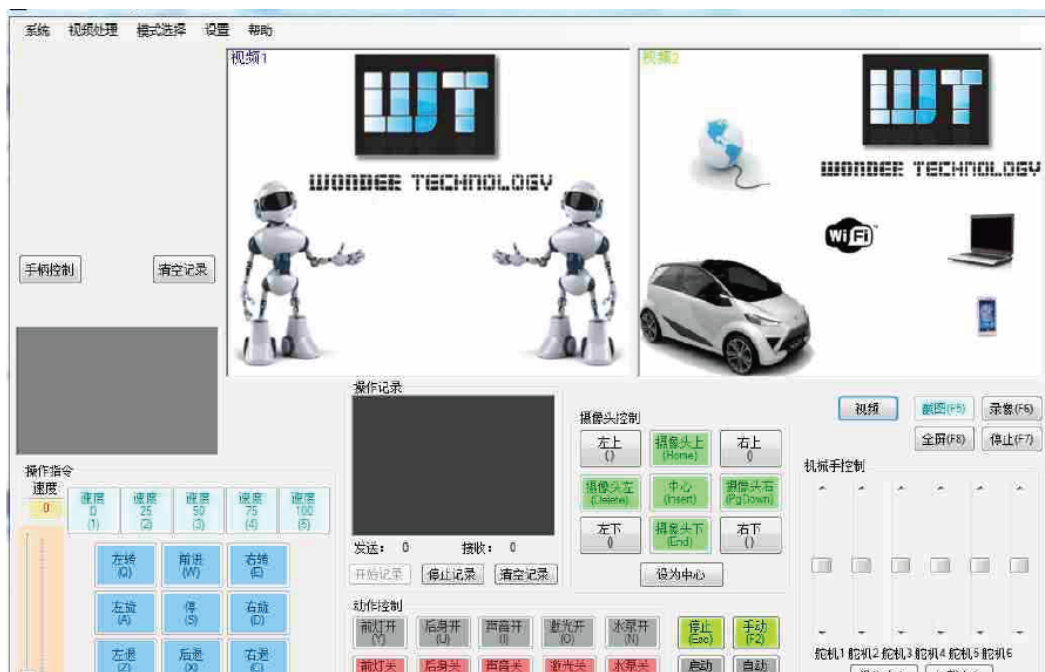 系统 视频处理 模式选择 设置 帮助
视频1
WT
WONDER TECHNOLOGY
视频2
WT
WONDER TECHNOLOGY
WiFi
手柄控制 清空记录
操作记录
发送： 0 接收： 0
开始记录 停止记录 清空记录
摄像头控制
左上 () 摄像头上 (Home) 右上 ()
摄像头左 (Delete) 中心 (Insert) 摄像头右 (PgDown)
左下 () 摄像头下 (End) 右下 ()
设为中心
视频 截图(F5) 录像(F6)
全屏(F8) 停止(F7)
机械手控制
舵机1 舵机2 舵机3 舵机4 舵机5 舵机6
操作指令
速度
0
速度 0 (1) 速度 25 (2) 速度 50 (3) 速度 75 (4) 速度 100 (5)
左转 (Q) 前进 (W) 右转 (E)
左旋 (A) 停 (S) 右旋 (D)
左退 (Z) 后退 (X) 右退 (C)
动作控制
前灯开 (Y) 后身开 (U) 声音开 (I) 激光开 (O) 水泵开 (N) 停止 (Esc) 手动 (F2)
前灯关 后身关 声音关 激光关 水泵关 启动 自动